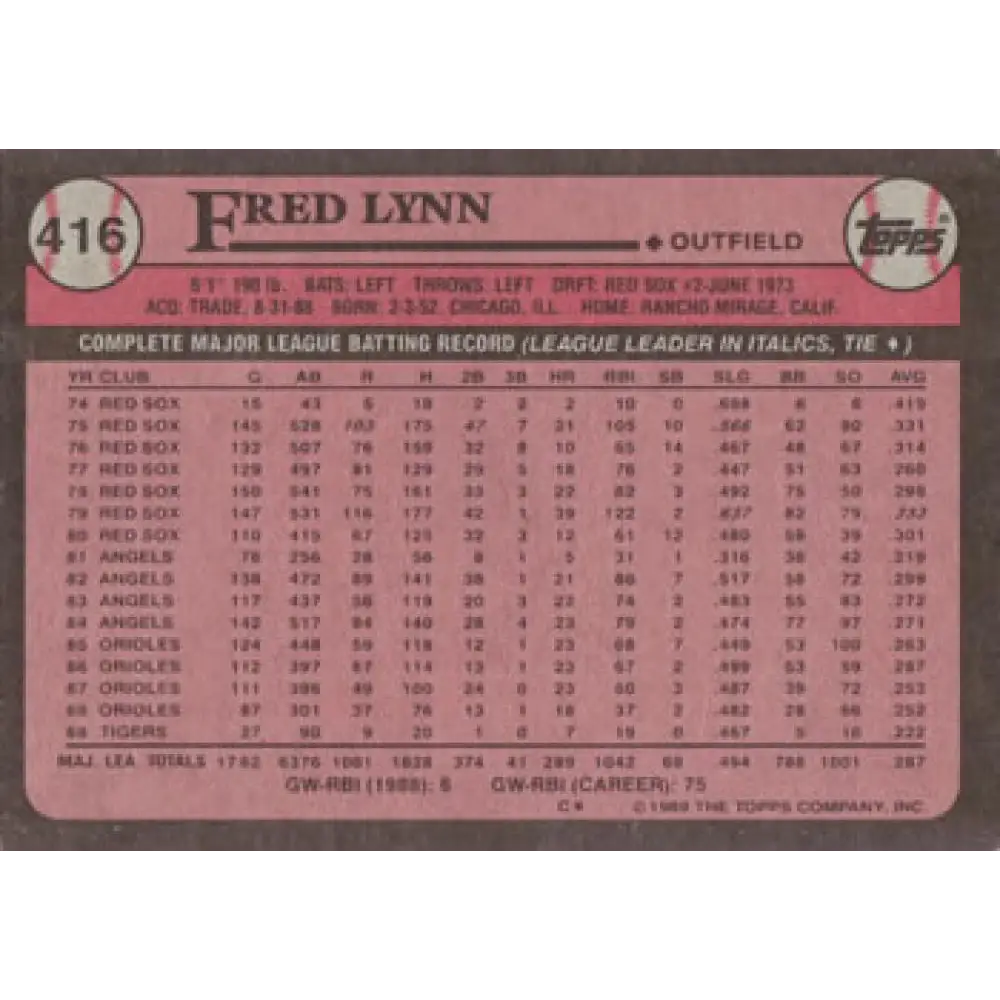 416
FRED LYNN
♦ OUTFIELD
TOPPS®
6'1" 190 lb. BATS: LEFT THROWS: LEFT DRFT: RED SOX #2-JUNE 1973
ACQ: TRADE, 8-31-88 BORN: 2-3-52, CHICAGO, ILL. HOME: RANCHO MIRAGE, CALIF.
COMPLETE MAJOR LEAGUE BATTING RECORD (LEAGUE LEADER IN ITALICS, TIE ♦)
YR CLUB G AB R H 2B 3B HR RBI SB SLG BB SO AVG
74 RED SOX 15 43 5 18 2 2 2 10 0 .698 6 6 .419
75 RED SOX 145 528 103 175 47 7 21 105 10 .566 62 90 .331
76 RED SOX 132 507 76 159 32 8 10 65 14 .467 48 67 .314
77 RED SOX 129 497 81 129 29 5 18 76 2 .447 51 63 .260
78 RED SOX 150 541 75 161 33 3 22 82 3 .492 75 50 .298
79 RED SOX 147 531 116 177 42 1 39 122 2 .637 82 79 .333
80 RED SOX 110 415 67 125 32 3 12 61 12 .480 58 39 .301
81 ANGELS 76 256 28 56 8 1 5 31 1 .316 38 42 .219
82 ANGELS 138 472 89 141 38 1 21 86 7 .517 58 72 .299
83 ANGELS 117 437 56 119 20 3 22 74 2 .483 55 83 .272
84 ANGELS 142 517 84 140 28 4 23 79 2 .474 77 97 .271
85 ORIOLES 124 448 59 118 12 1 23 68 7 .449 53 100 .263
86 ORIOLES 112 397 67 114 13 1 23 67 2 .499 53 59 .287
87 ORIOLES 111 396 49 100 24 0 23 60 3 .487 39 72 .253
88 ORIOLES 87 301 37 76 13 1 18 37 2 .482 28 66 .252
88 TIGERS 27 90 9 20 1 0 7 19 0 .467 5 16 .222
MAJ. LEA. TOTALS 1762 6376 1001 1828 374 41 289 1042 69 .494 788 1001 .287
GW-RBI (1988): 6 GW-RBI (CAREER): 75
C* © 1989 THE TOPPS COMPANY, INC.